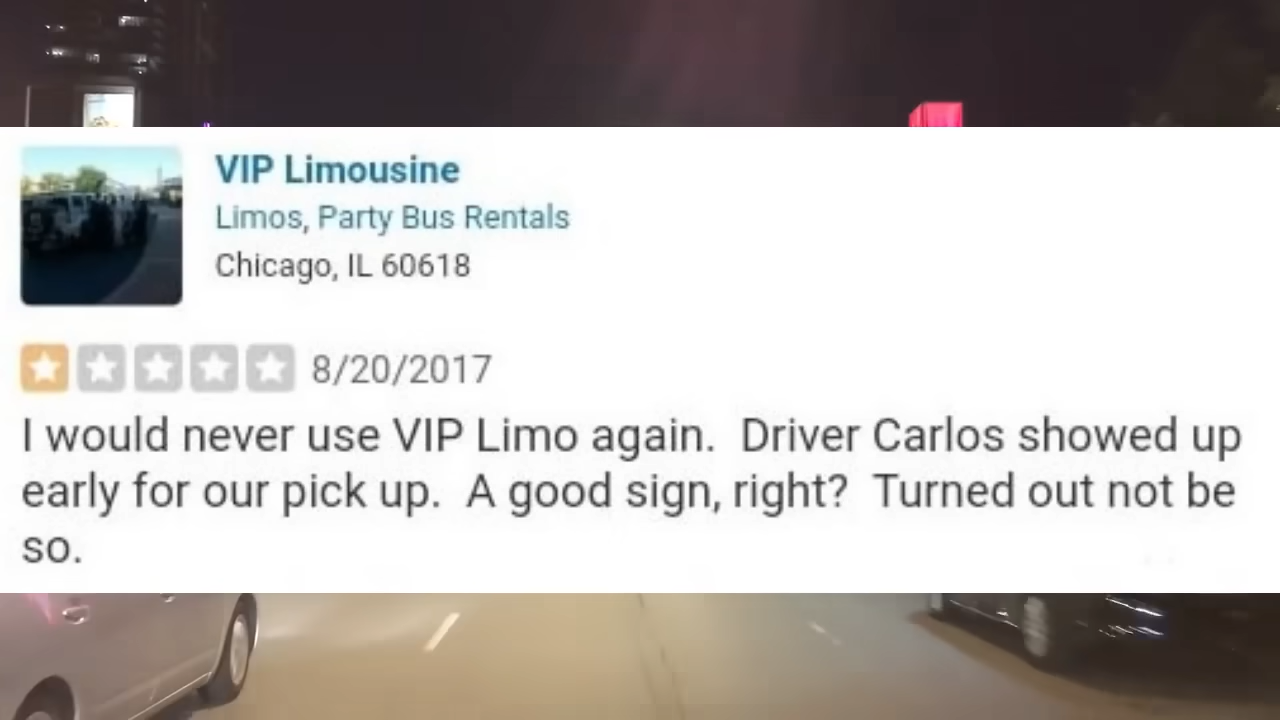 VIP Limousine
Limos, Party Bus Rentals
Chicago, IL 60618
8/20/2017
I would never use VIP Limo again.  Driver Carlos showed up
early for our pick up.  A good sign, right?  Turned out not be
so.